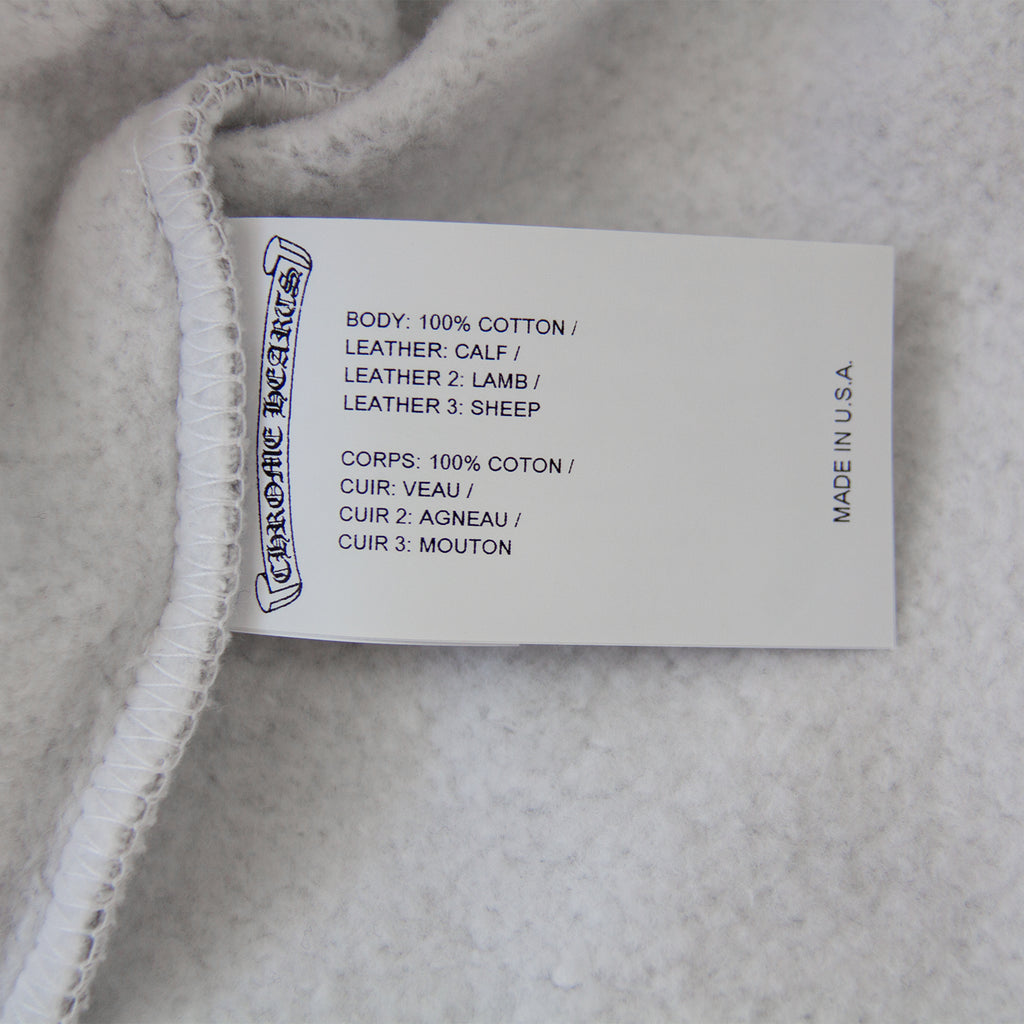 CHROME HEARTS
BODY: 100% COTTON /
LEATHER: CALF /
LEATHER 2: LAMB /
LEATHER 3: SHEEP
CORPS: 100% COTON /
CUIR: VEAU /
CUIR 2: AGNEAU /
CUIR 3: MOUTON
MADE IN U.S.A.